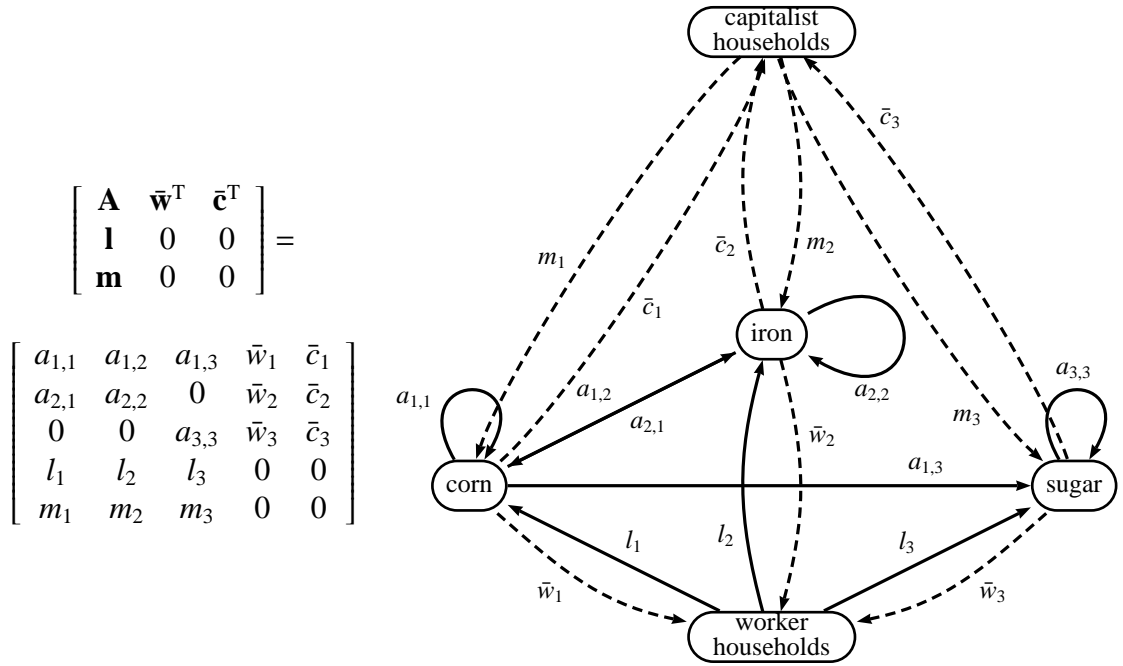 capitalist
households
c̄₃
[ A w̄ᵀ c̄ᵀ
l 0 0
m 0 0 ] =
m₁
c̄₂ m₂
c̄₁
iron
[ a₁,₁ a₁,₂ a₁,₃ w̄₁ c̄₁
a₂,₁ a₂,₂ 0 w̄₂ c̄₂
0 0 a₃,₃ w̄₃ c̄₃
l₁ l₂ l₃ 0 0
m₁ m₂ m₃ 0 0 ]
a₁,₁
a₁,₂
a₂,₂
a₃,₃
a₂,₁
m₃
w̄₂
a₁,₃
corn
sugar
l₁
l₂
l₃
w̄₁
w̄₃
worker
households